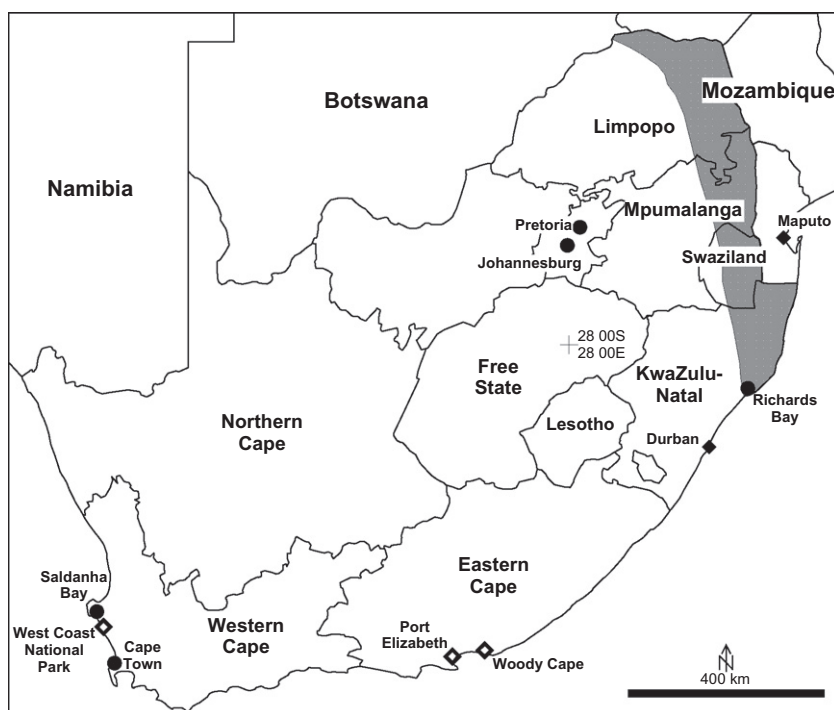 Botswana
Mozambique
Limpopo
Namibia
Mpumalanga
Pretoria
Maputo
Johannesburg
Swaziland
28 00S
28 00E
Free
State
KwaZulu-
Natal
Richards
Bay
Northern
Cape
Lesotho
Durban
Eastern
Cape
Saldanha
Bay
West Coast
National
Park
Cape
Town
Western
Cape
Port
Elizabeth
Woody Cape
N
400 km